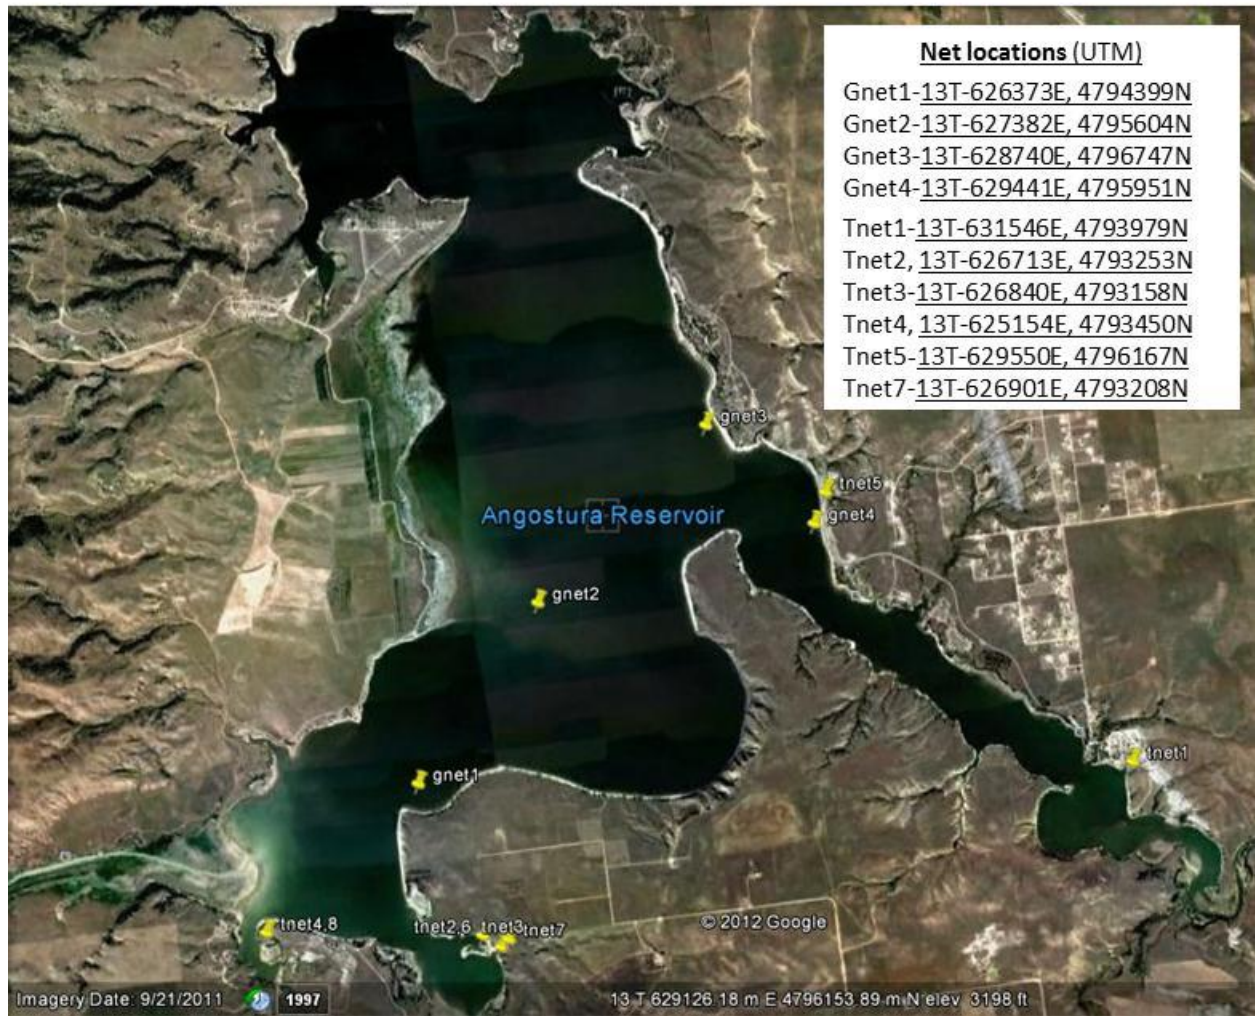 Net locations (UTM)
Gnet1-13T-626373E, 4794399N
Gnet2-13T-627382E, 4795604N
Gnet3-13T-628740E, 4796747N
Gnet4-13T-629441E, 4795951N
Tnet1-13T-631546E, 4793979N
Tnet2, 13T-626713E, 4793253N
Tnet3-13T-626840E, 4793158N
Tnet4, 13T-625154E, 4793450N
Tnet5-13T-629550E, 4796167N
Tnet7-13T-626901E, 4793208N
gnet3
tnet5
Angostura Reservoir
gnet4
gnet2
tnet1
gnet1
tnet4,8
tnet2,6 tnet3 tnet7
© 2012 Google
Imagery Date: 9/21/2011 1997 13 T 629126.18 m E 4796153.89 m N elev 3198 ft